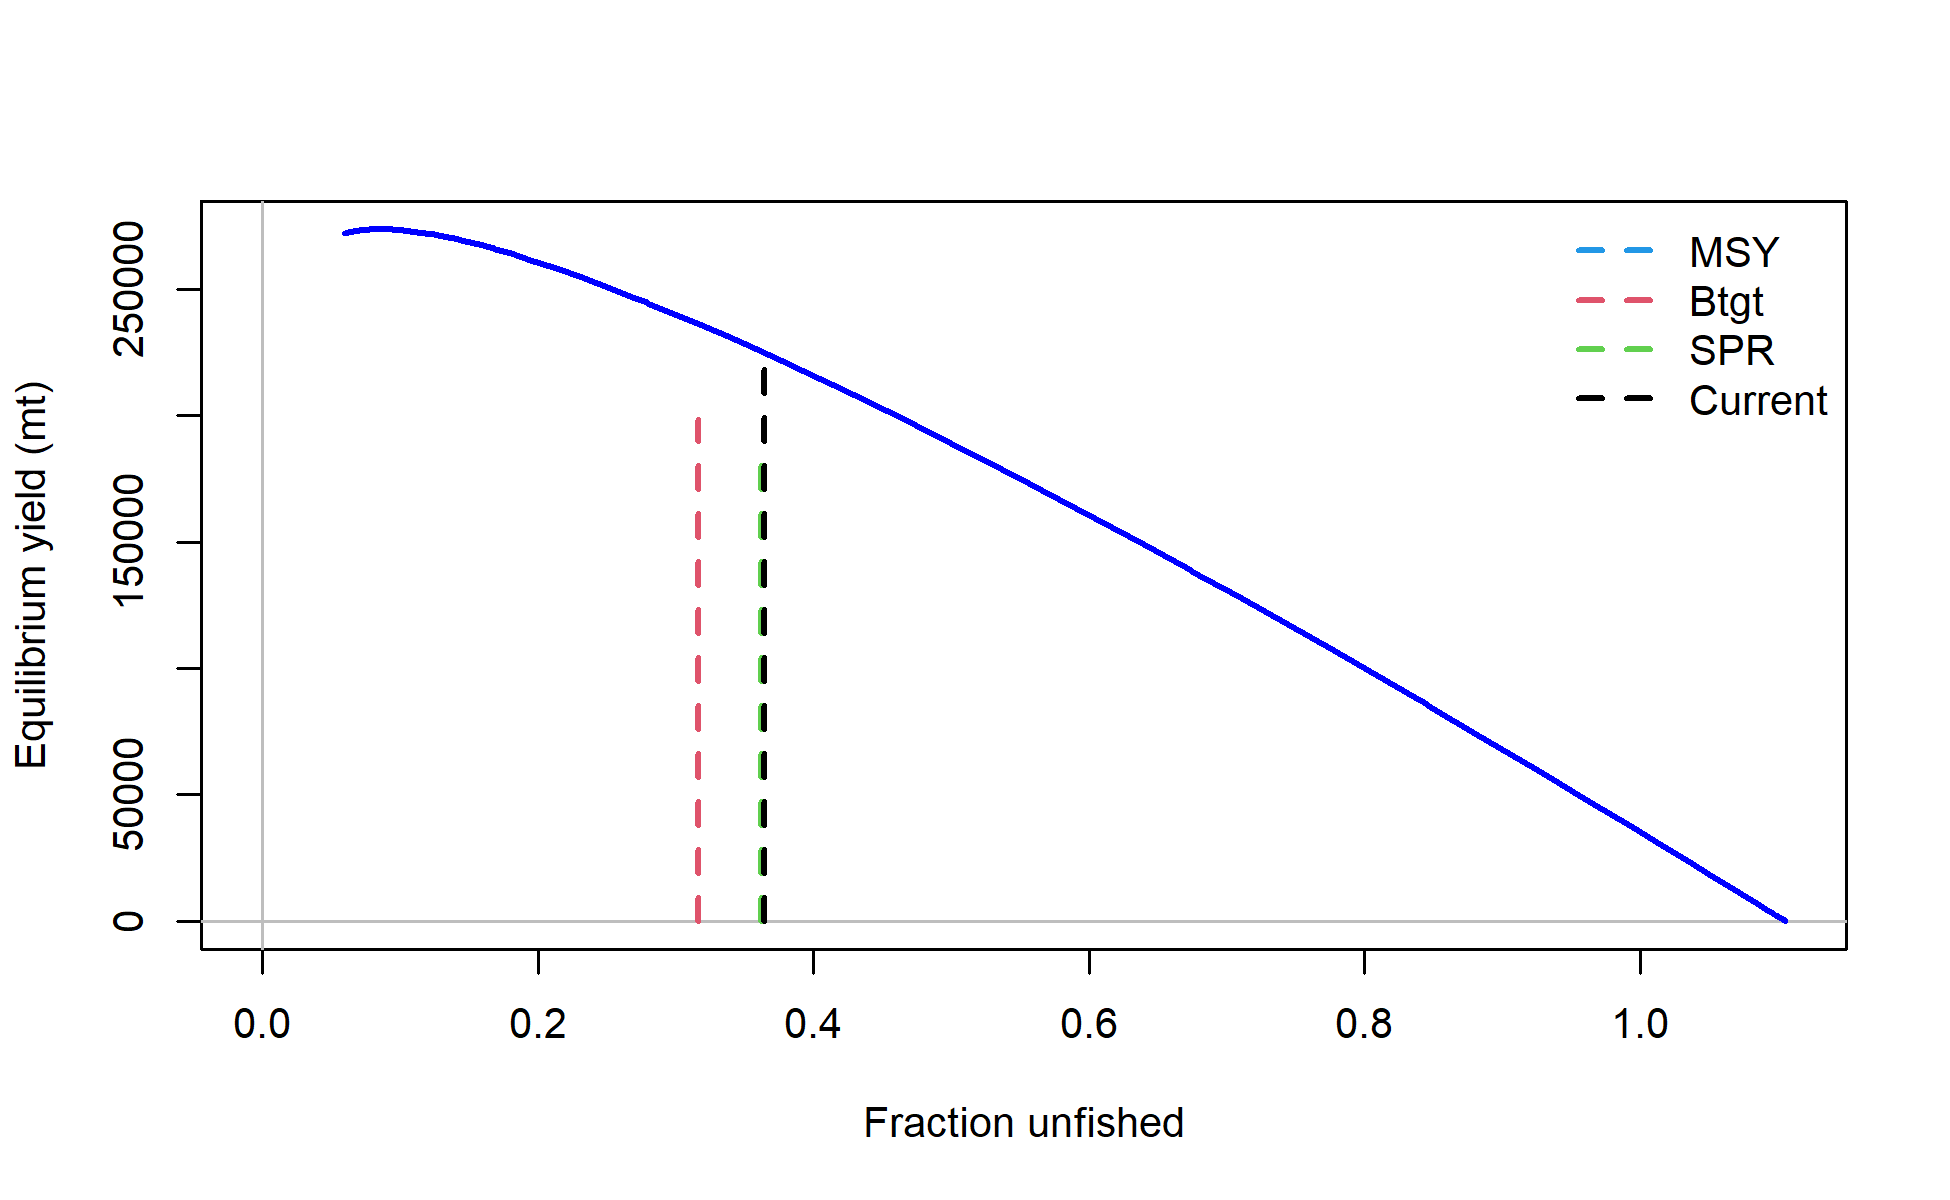 Equilibrium yield (mt)
250000
150000
50000
0
MSY
Btgt
SPR
Current
0.0 0.2 0.4 0.6 0.8 1.0
Fraction unfished